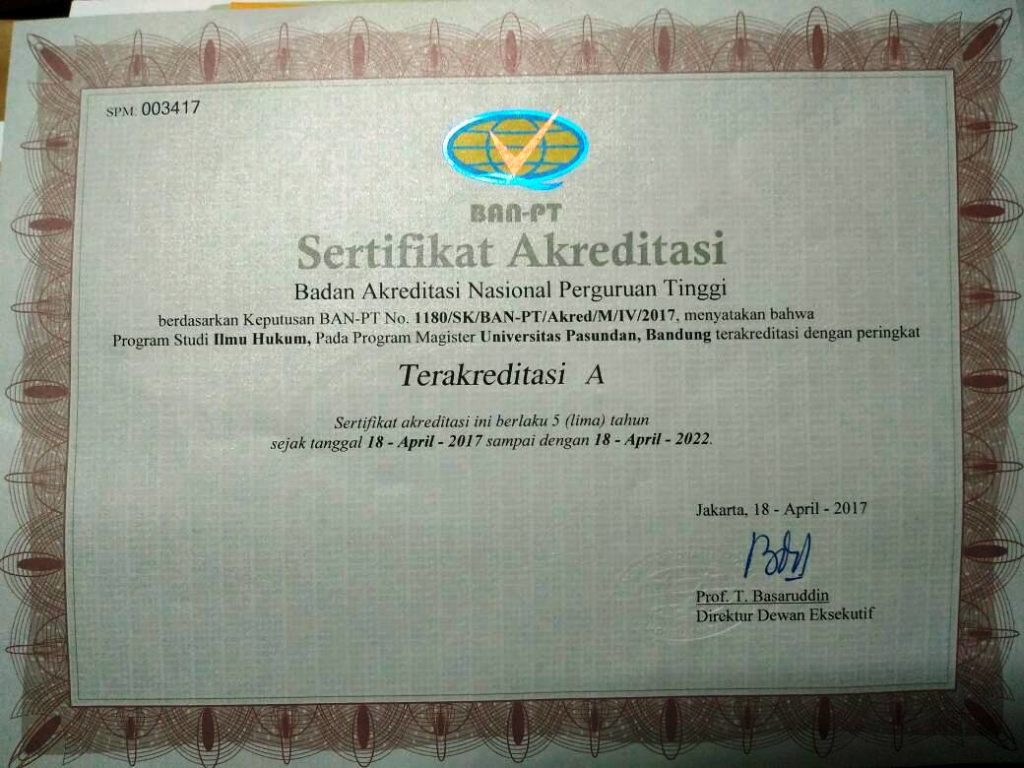 SPM. 003417
BAN-PT
Sertifikat Akreditasi
Badan Akreditasi Nasional Perguruan Tinggi
berdasarkan Keputusan BAN-PT No. 1180/SK/BAN-PT/Akred/M/IV/2017, menyatakan bahwa
Program Studi Ilmu Hukum, Pada Program Magister Universitas Pasundan, Bandung terakreditasi dengan peringkat
Terakreditasi A
Sertifikat akreditasi ini berlaku 5 (lima) tahun
sejak tanggal 18 - April - 2017 sampai dengan 18 - April - 2022.
Jakarta, 18 - April - 2017
Prof. T. Basaruddin
Direktur Dewan Eksekutif